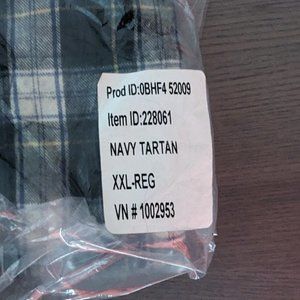 Prod ID:0BHF4 52009
Item ID:228061
NAVY TARTAN
XXL-REG
VN # 1002953